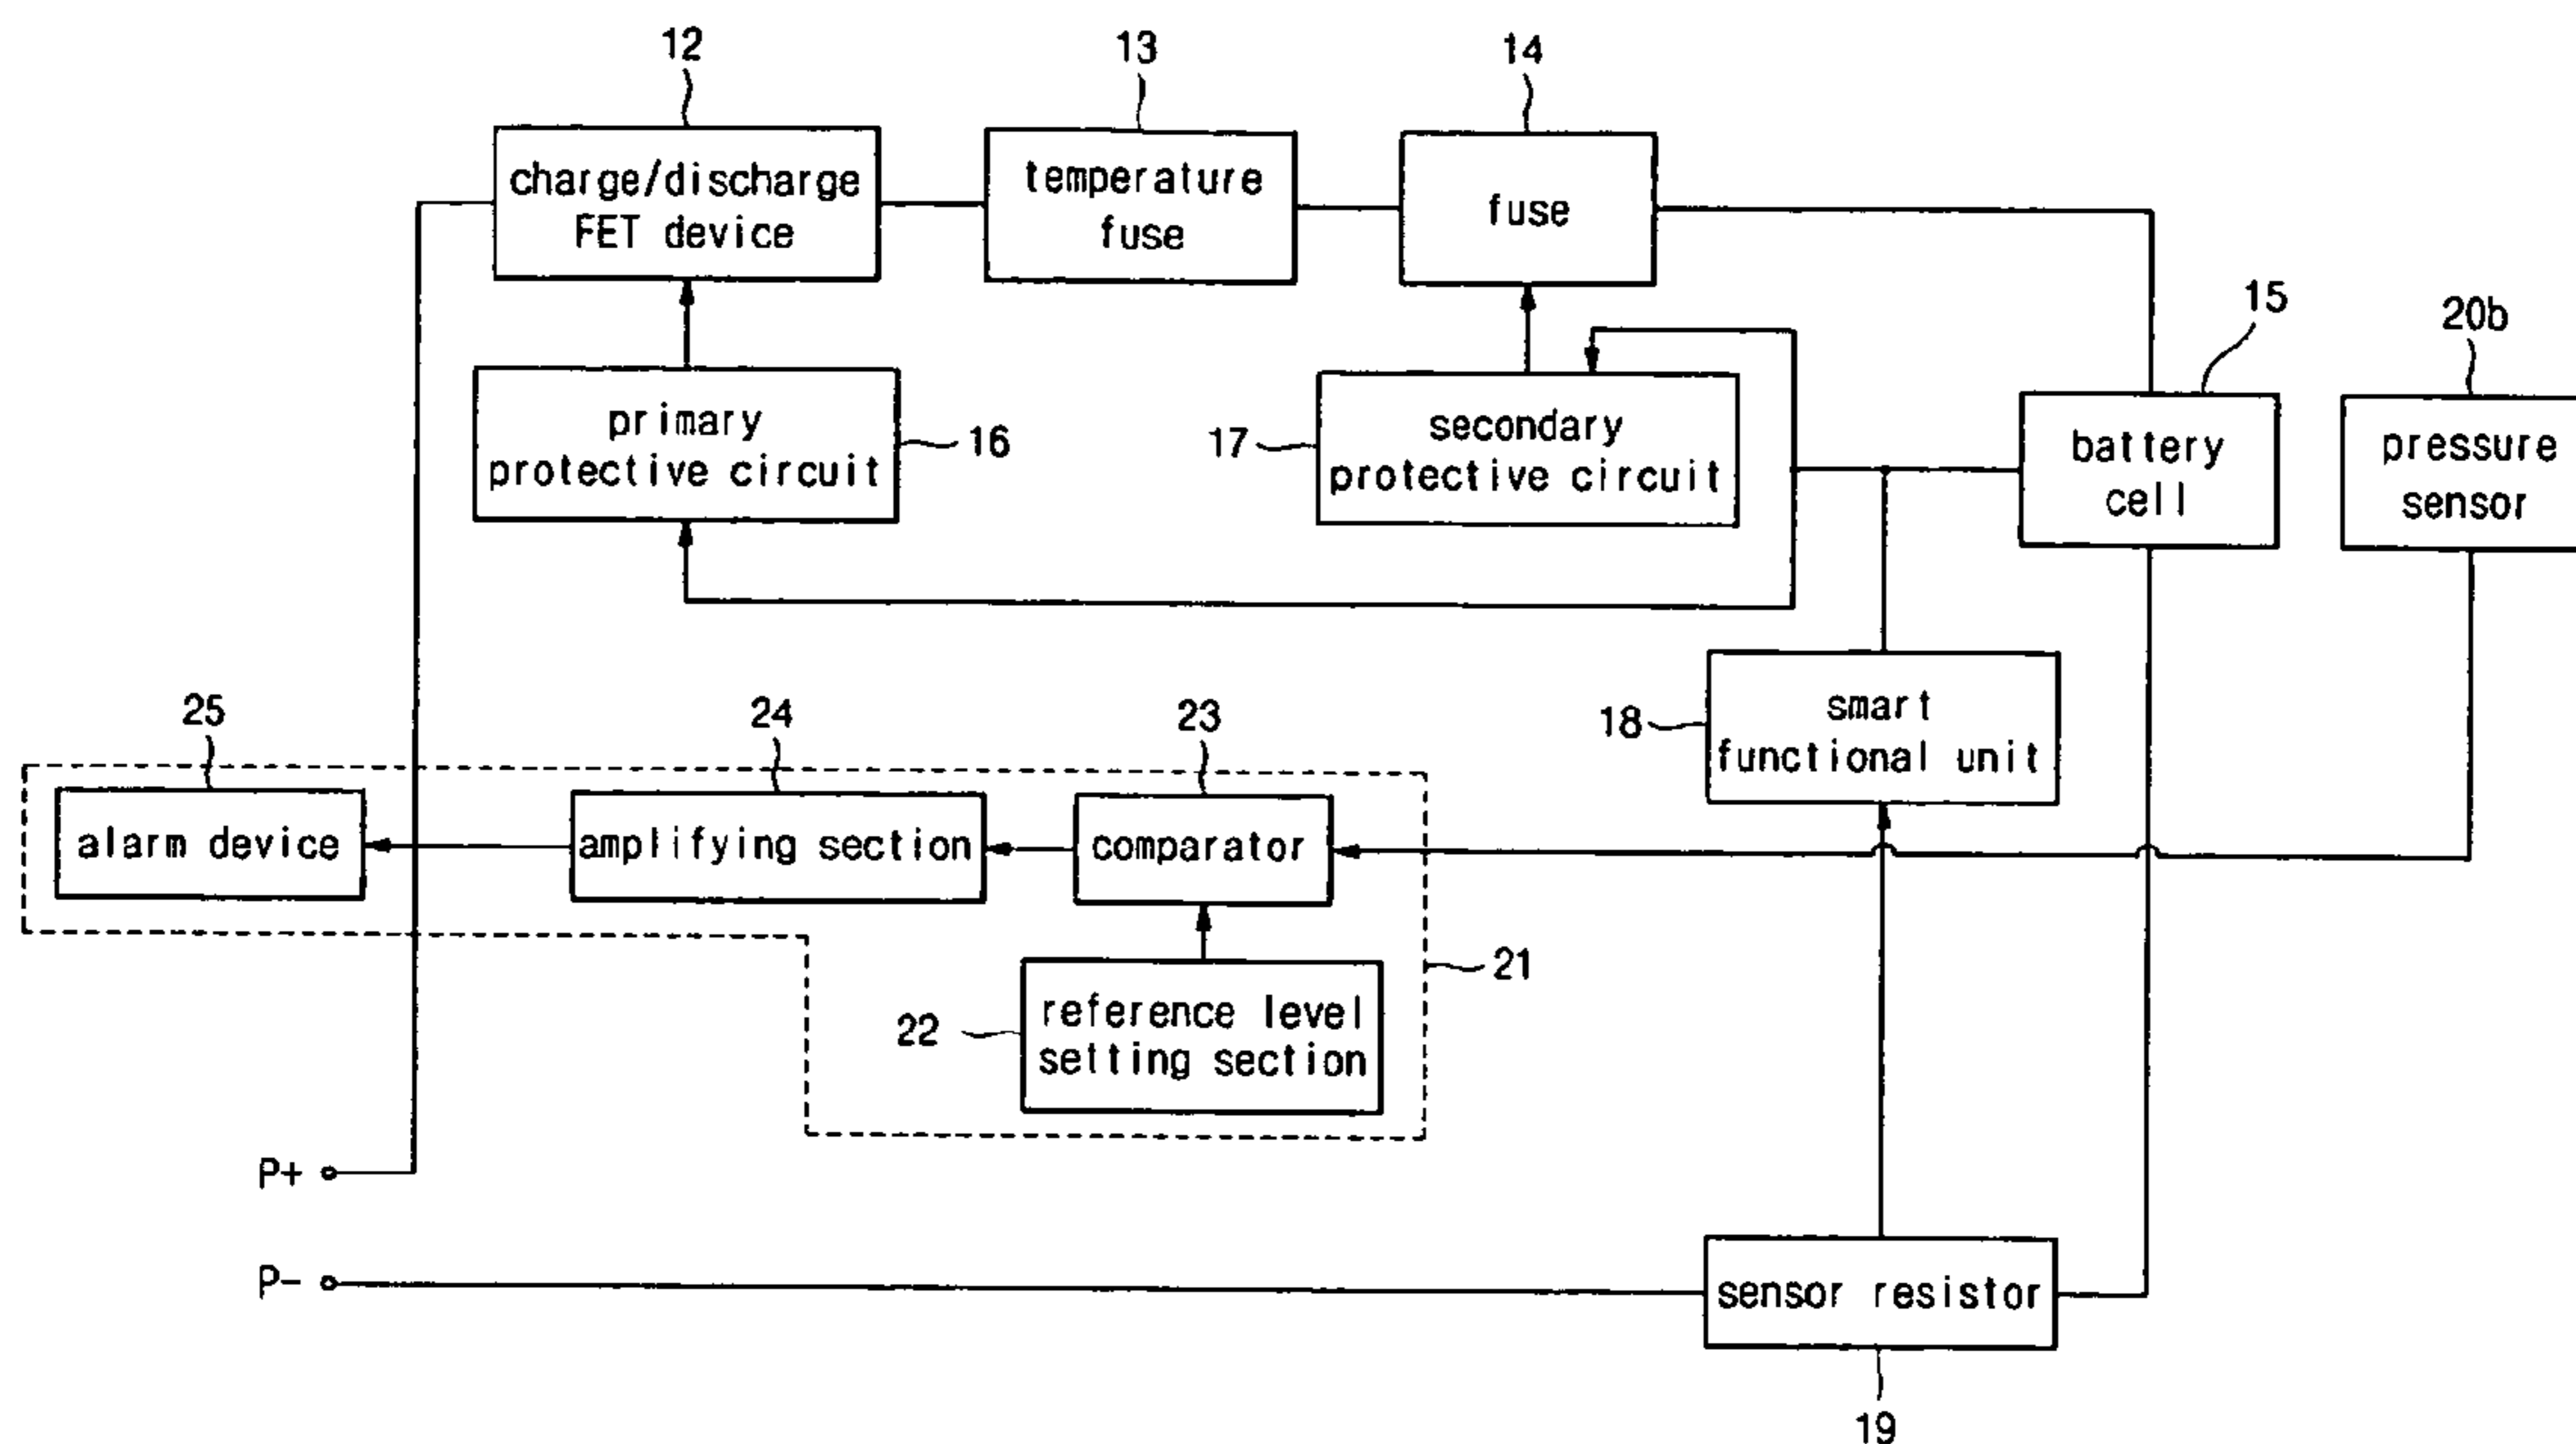 12
13
14
charge/discharge
FET device
temperature
fuse
fuse
15
20b
primary
protective circuit
16
17
secondary
protective circuit
battery
cell
pressure
sensor
18
smart
functional unit
25
24
23
alarm device
amplifying section
comparator
21
22
reference level
setting section
P+
P-
sensor resistor
19